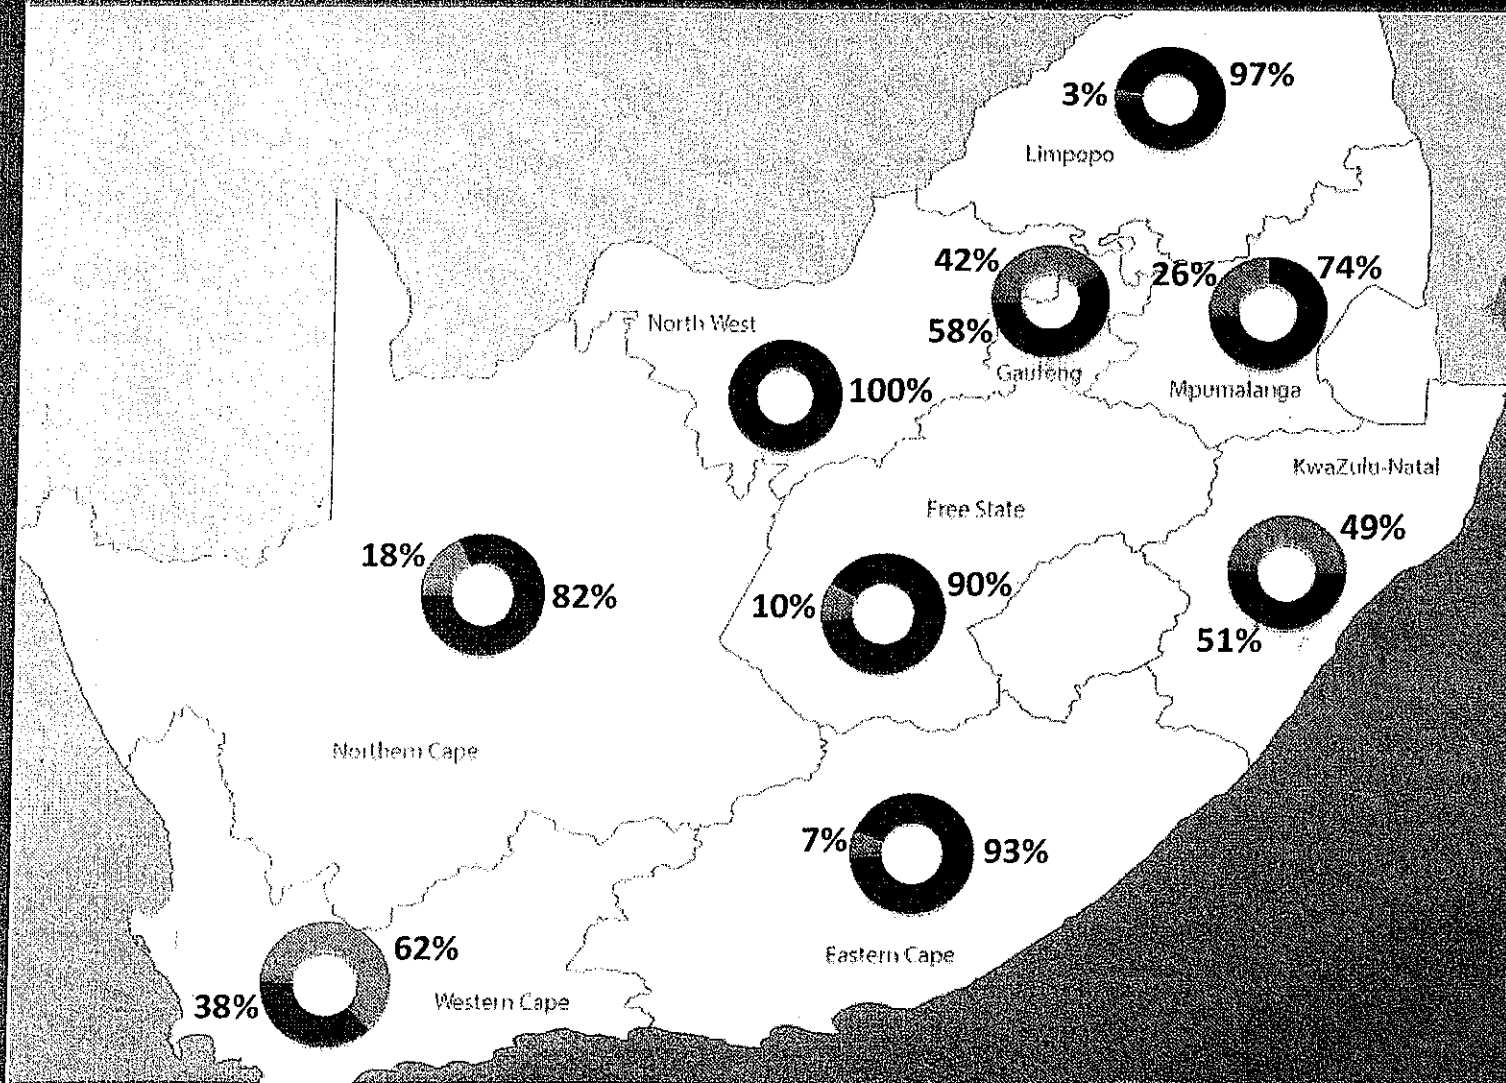 97%
3%
Limpopo
42%
26%
74%
North West
58%
Gauteng
Mpumalanga
100%
KwaZulu-Natal
Free State
49%
18%
82%
10%
90%
51%
Northern Cape
7%
93%
62%
Eastern Cape
38%
Western Cape